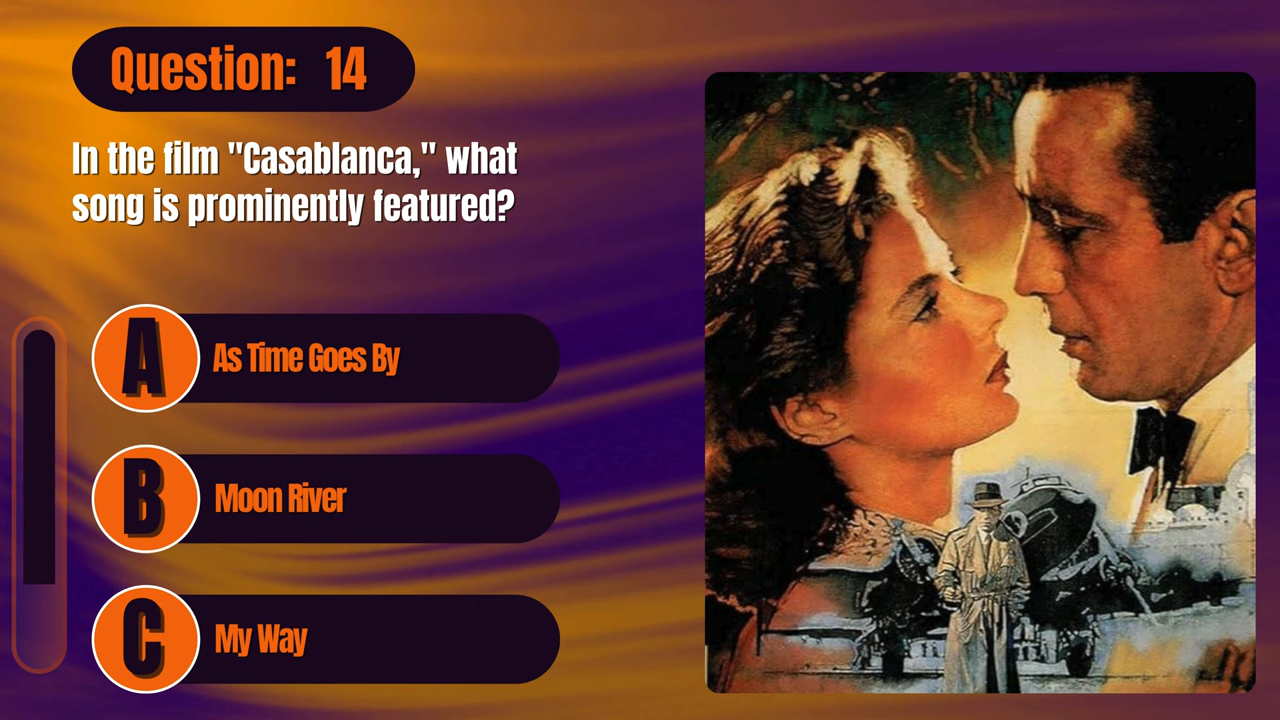 Question: 14
In the film "Casablanca," what
song is prominently featured?
A As Time Goes By
B Moon River
C My Way